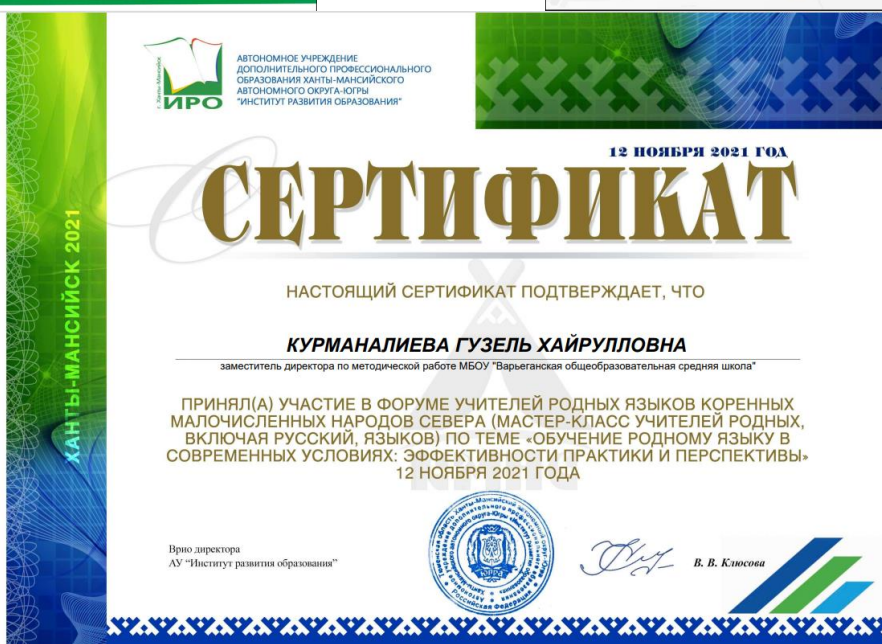 АВТОНОМНОЕ УЧРЕЖДЕНИЕ
ДОПОЛНИТЕЛЬНОГО ПРОФЕССИОНАЛЬНОГО
ОБРАЗОВАНИЯ ХАНТЫ-МАНСИЙСКОГО
АВТОНОМНОГО ОКРУГА-ЮГРЫ
"ИНСТИТУТ РАЗВИТИЯ ОБРАЗОВАНИЯ"
г. Ханты-Мансийск
ИРО
12 НОЯБРЯ 2021 ГОД
СЕРТИФИКАТ
ХАНТЫ-МАНСИЙСК 2021
НАСТОЯЩИЙ СЕРТИФИКАТ ПОДТВЕРЖДАЕТ, ЧТО
КУРМАНАЛИЕВА ГУЗЕЛЬ ХАЙРУЛЛОВНА
заместитель директора по методической работе МБОУ "Варьеганская общеобразовательная средняя школа"
ПРИНЯЛ(А) УЧАСТИЕ В ФОРУМЕ УЧИТЕЛЕЙ РОДНЫХ ЯЗЫКОВ КОРЕННЫХ
МАЛОЧИСЛЕННЫХ НАРОДОВ СЕВЕРА (МАСТЕР-КЛАСС УЧИТЕЛЕЙ РОДНЫХ,
ВКЛЮЧАЯ РУССКИЙ, ЯЗЫКОВ) ПО ТЕМЕ «ОБУЧЕНИЕ РОДНОМУ ЯЗЫКУ В
СОВРЕМЕННЫХ УСЛОВИЯХ: ЭФФЕКТИВНОСТИ ПРАКТИКИ И ПЕРСПЕКТИВЫ»
12 НОЯБРЯ 2021 ГОДА
Врио директора
АУ "Институт развития образования"
ЮГРА
Российская Федерация
В. В. Клюсова